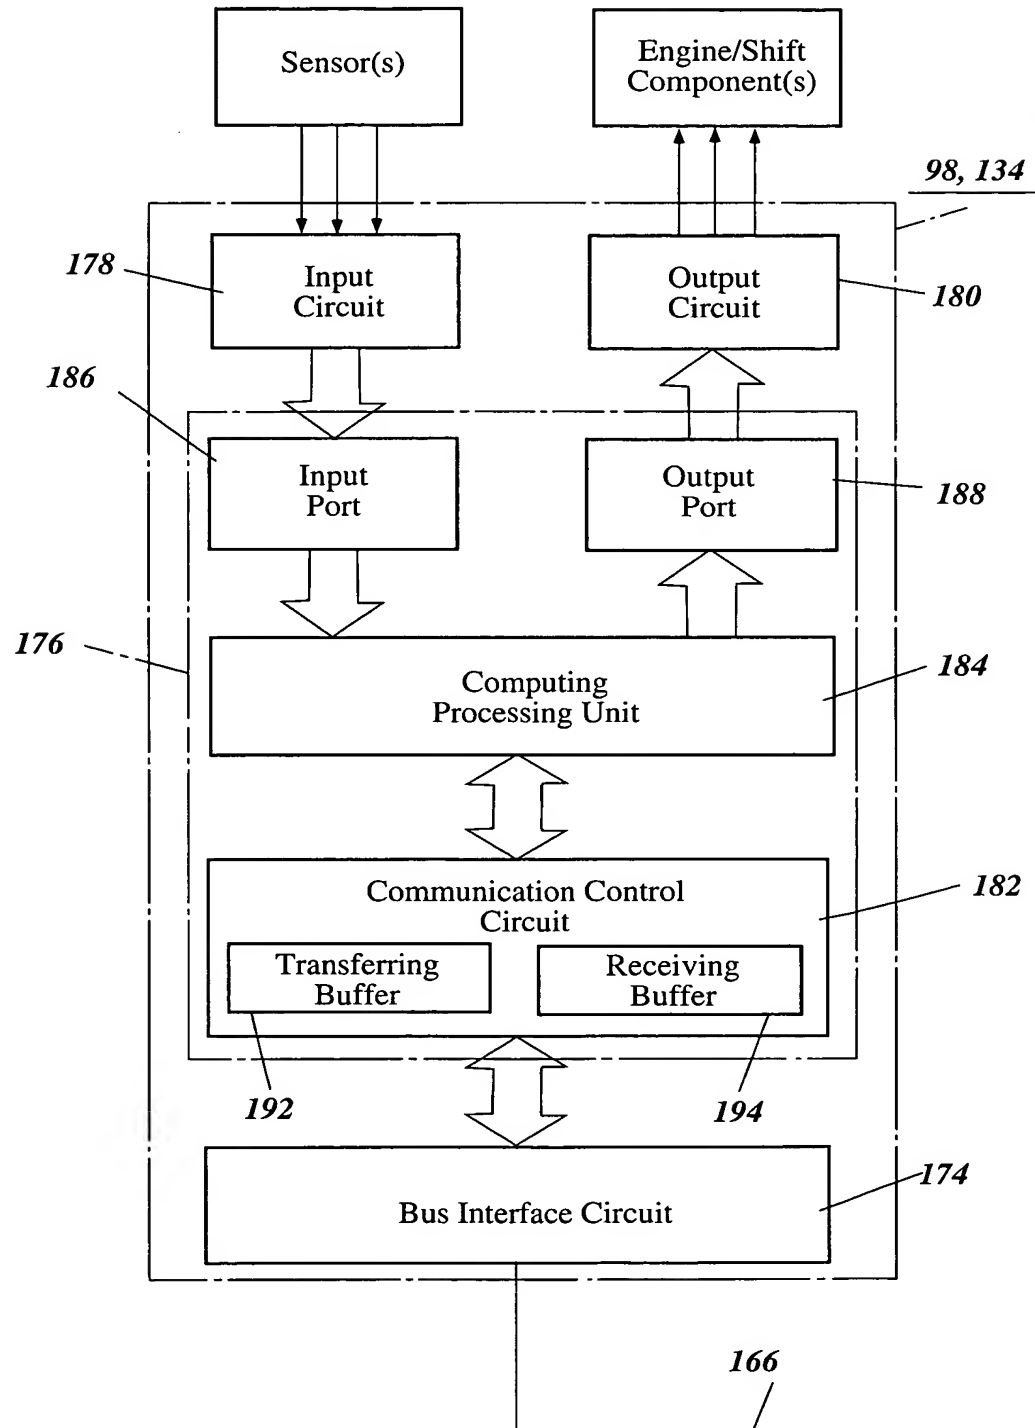 Sensor(s)
Engine/Shift
Component(s)
98, 134
178
Input
Circuit
Output
Circuit
180
186
Input
Port
Output
Port
188
176
Computing
Processing Unit
184
Communication Control
Circuit
182
Transferring
Buffer
Receiving
Buffer
192
194
174
Bus Interface Circuit
166